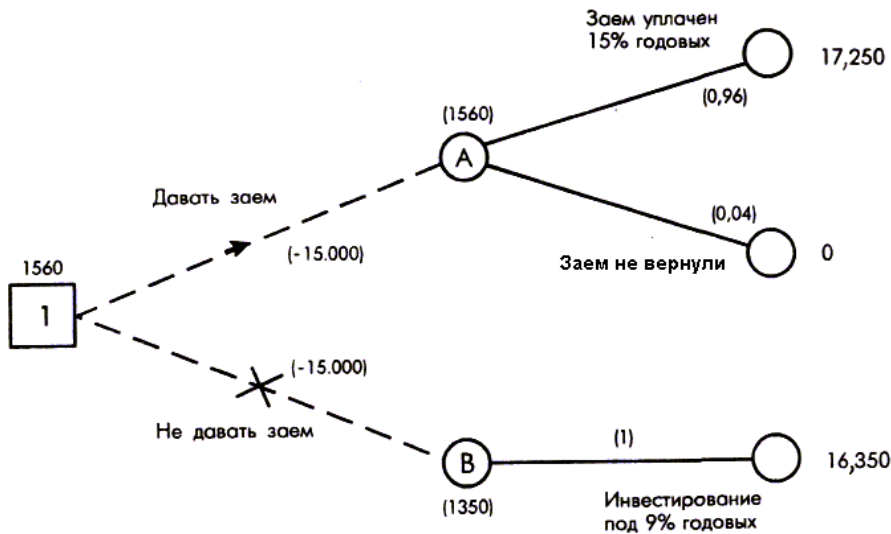 Заем уплачен
15% годовых
17,250
(0,96)
(1560)
А
Давать заем
(0,04)
(-15.000)
Заем не вернули
0
1560
1
(-15.000)
Не давать заем
(1)
В
16,350
(1350)
Инвестирование
под 9% годовых